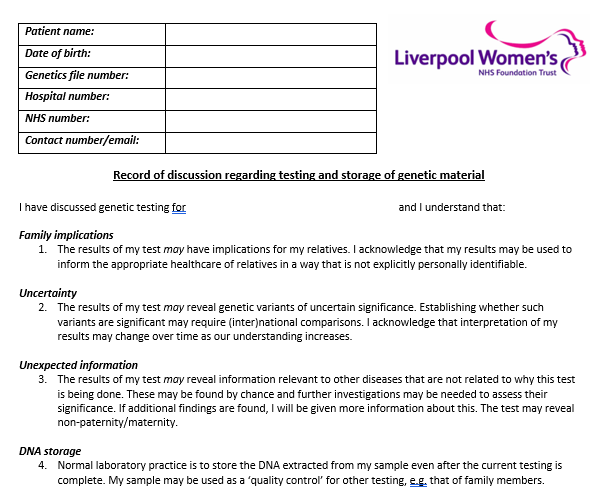 Patient name:
Date of birth:
Genetics file number:
Hospital number:
NHS number:
Contact number/email:
Liverpool Women's
NHS Foundation Trust
Record of discussion regarding testing and storage of genetic material
I have discussed genetic testing for and I understand that:
Family implications
1. The results of my test may have implications for my relatives. I acknowledge that my results may be used to
inform the appropriate healthcare of relatives in a way that is not explicitly personally identifiable.
Uncertainty
2. The results of my test may reveal genetic variants of uncertain significance. Establishing whether such
variants are significant may require (inter)national comparisons. I acknowledge that interpretation of my
results may change over time as our understanding increases.
Unexpected information
3. The results of my test may reveal information relevant to other diseases that are not related to why this test
is being done. These may be found by chance and further investigations may be needed to assess their
significance. If additional findings are found, I will be given more information about this. The test may reveal
non-paternity/maternity.
DNA storage
4. Normal laboratory practice is to store the DNA extracted from my sample even after the current testing is
complete. My sample may be used as a 'quality control' for other testing, e.g. that of family members.